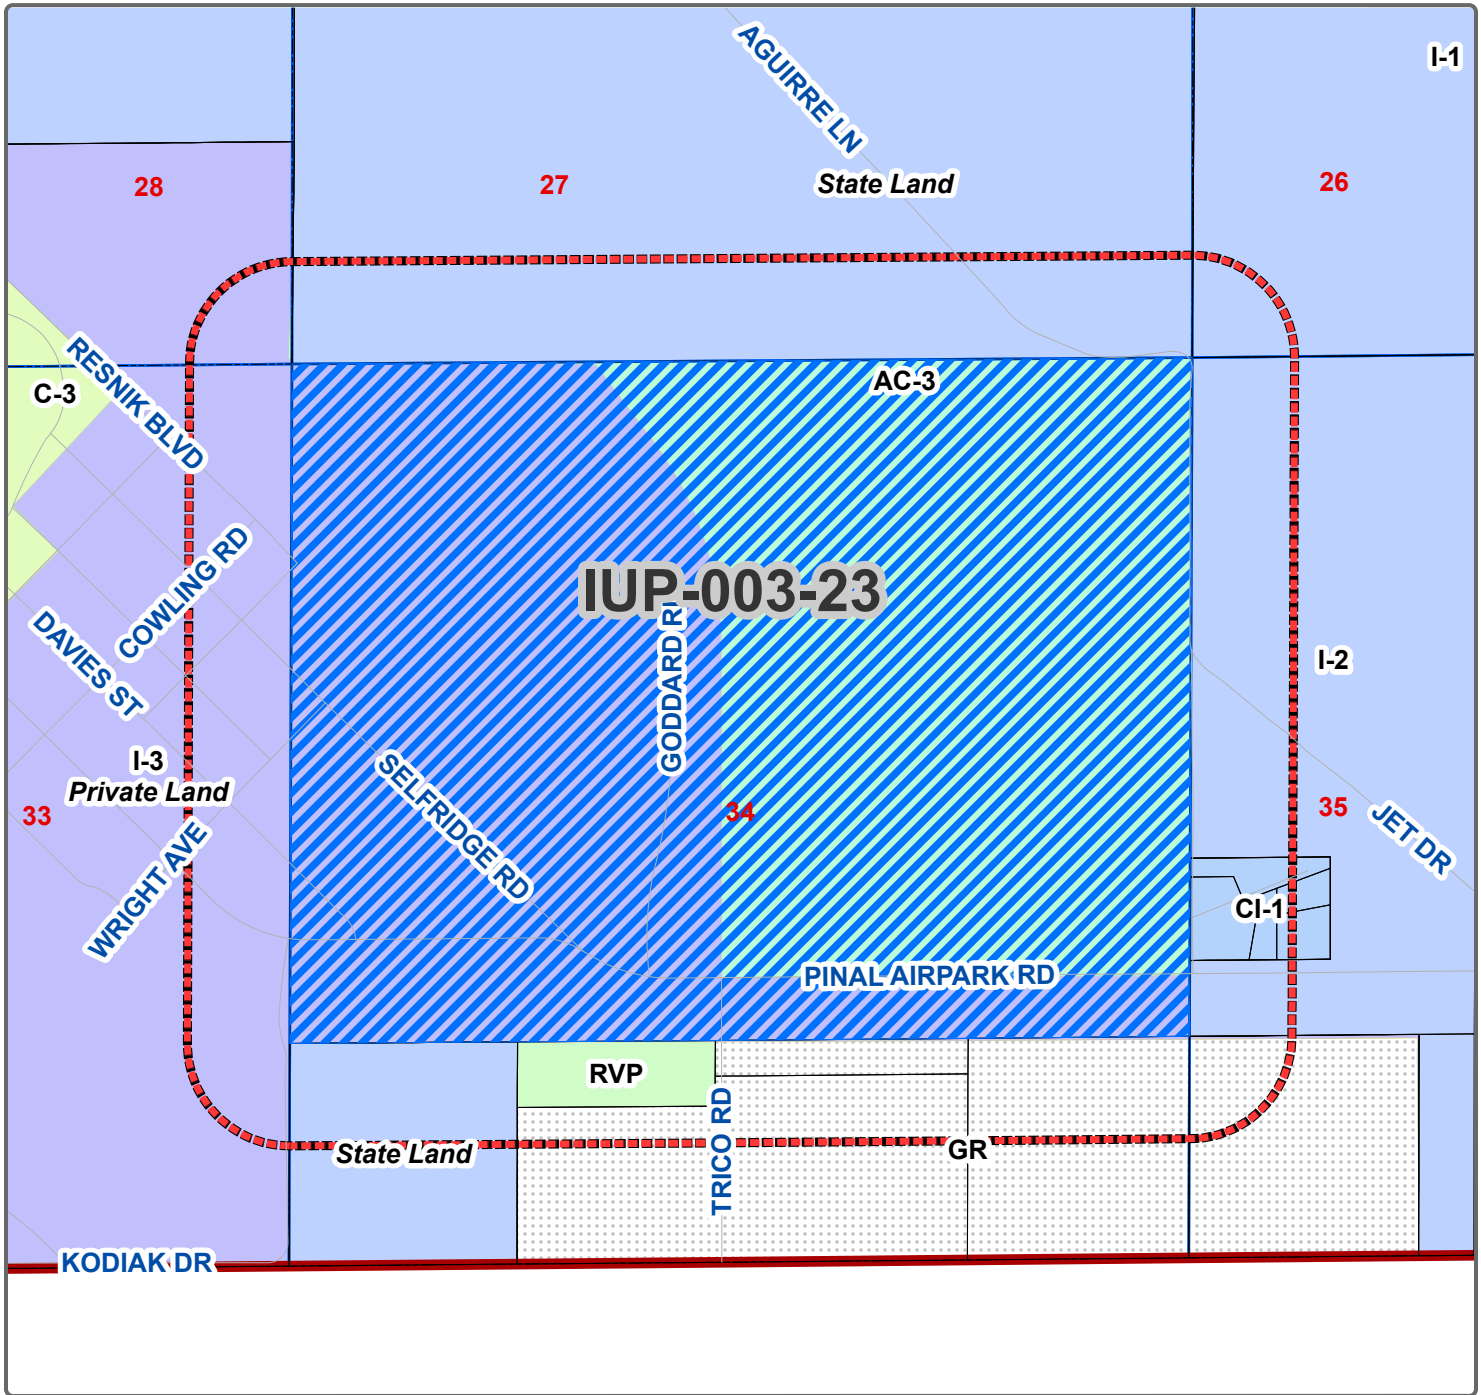 I-1
AGUIRRE LN
State Land
28
27
26
RESNIK BLVD
AC-3
C-3
IUP-003-23
COWLING RD
GODDARD
DAVIES ST
I-2
I-3
Private Land
33
34
35
SELFRIDGE RD
JET DR
WRIGHT AVE
CI-1
PINAL AIRPARK RD
RVP
TRICO RD
State Land
GR
KODIAK DR